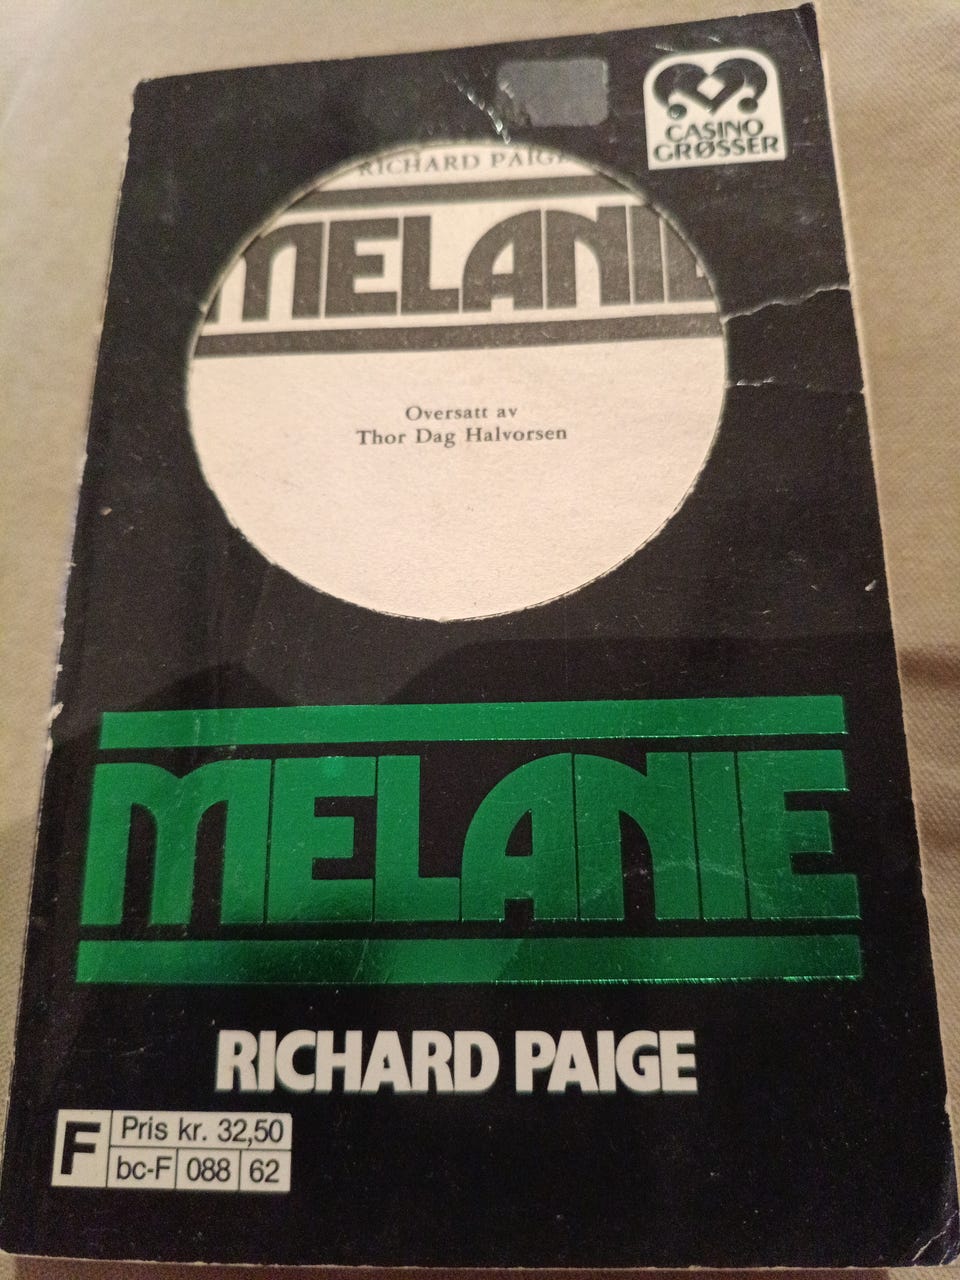 CASINO
GRØSSER
RICHARD PAIGE
MELANIE
Oversatt av
Thor Dag Halvorsen
MELANIE
RICHARD PAIGE
F
Pris kr. 32,50
bc-F 088 62